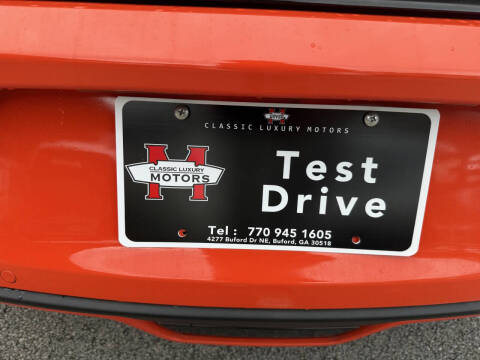 CLASSIC LUXURY MOTORS
CLASSIC LUXURY
MOTORS
Test
Drive
Tel : 770 945 1605
4277 Buford Dr NE, Buford, GA 30518